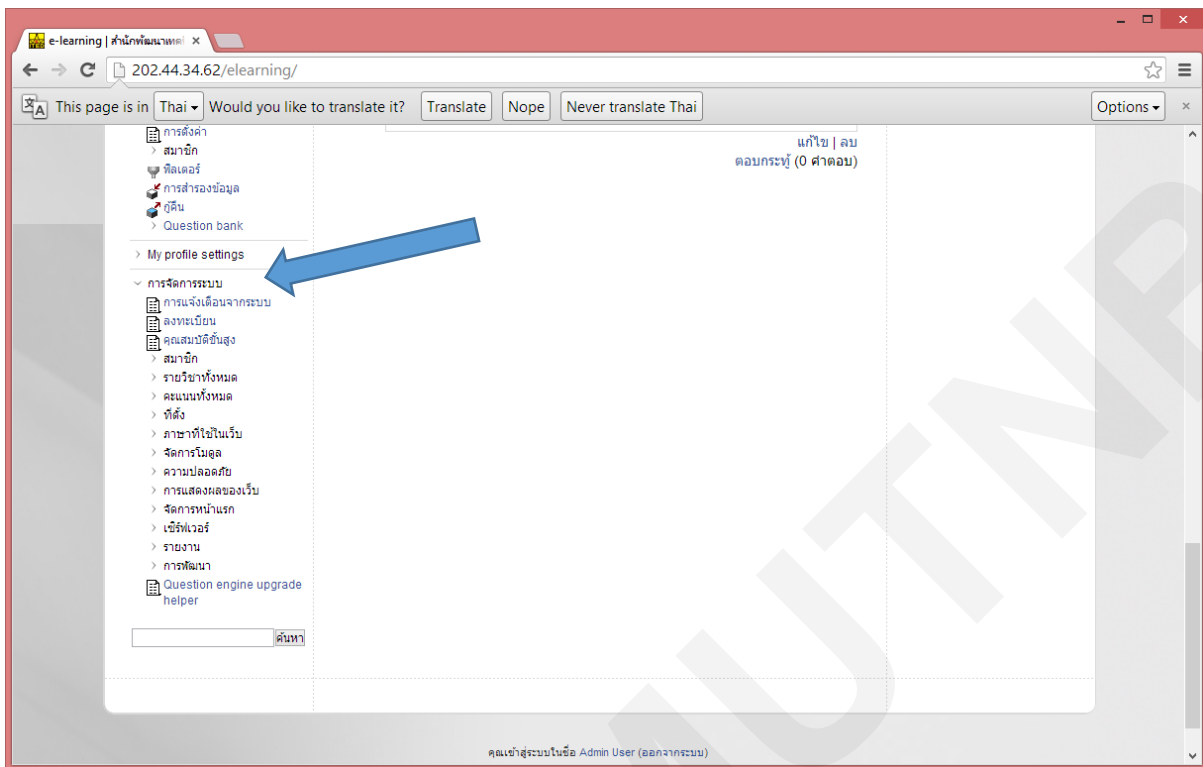 e-learning | สำนักพัฒนาเทค
202.44.34.62/elearning/
This page is in Thai Would you like to translate it? Translate Nope Never translate Thai Options
การตั้งค่า
สมาชิก
ฟิลเตอร์
การสำรองข้อมูล
กู้คืน
Question bank
My profile settings
การจัดการระบบ
การแจ้งเตือนจากระบบ
ลงทะเบียน
คุณสมบัติขั้นสูง
สมาชิก
รายวิชาทั้งหมด
คะแนนทั้งหมด
ที่ตั้ง
ภาษาที่ใช้ในเว็บ
จัดการโมดูล
ความปลอดภัย
การแสดงผลของเว็บ
จัดการหน้าแรก
เซิร์ฟเวอร์
รายงาน
การพัฒนา
Question engine upgrade
helper
ค้นหา
แก้ไข | ลบ
ตอบกระทู้ (0 คำตอบ)
คุณเข้าสู่ระบบในชื่อ Admin User (ออกจากระบบ)
MUTNP